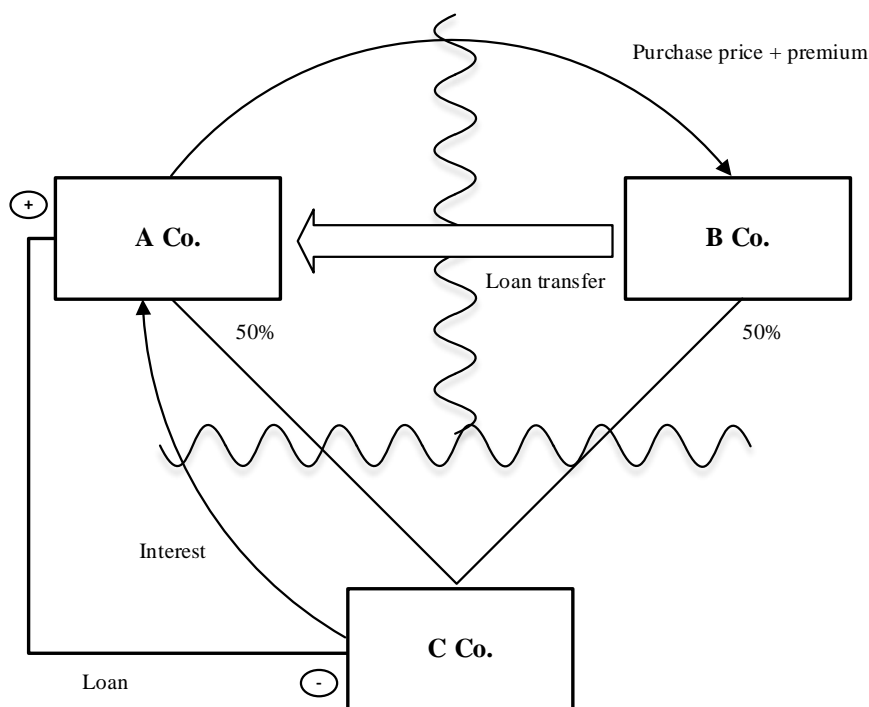 Purchase price + premium
+
A Co.
B Co.
Loan transfer
50%
50%
Interest
C Co.
Loan
-